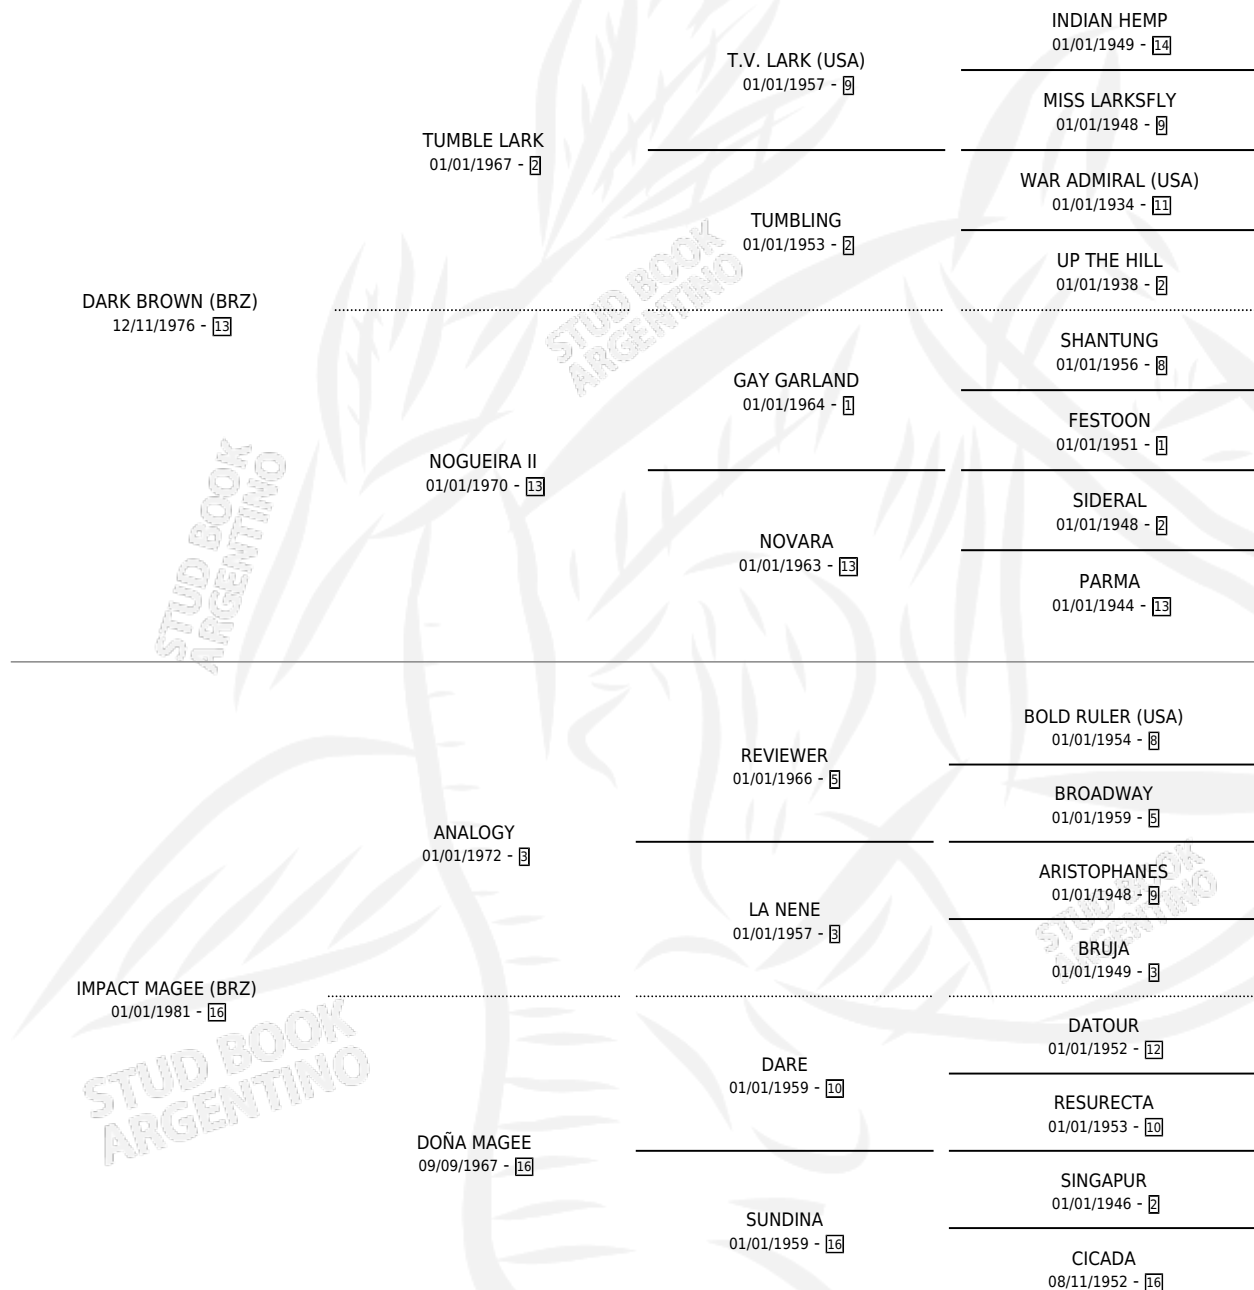 INDIAN HEMP
01/01/1949 - 14
T.V. LARK (USA)
01/01/1957 - 9
MISS LARKSFLY
01/01/1948 - 9
TUMBLE LARK
01/01/1967 - 2
WAR ADMIRAL (USA)
01/01/1934 - 11
TUMBLING
01/01/1953 - 2
UP THE HILL
01/01/1938 - 2
DARK BROWN (BRZ)
12/11/1976 - 13
SHANTUNG
01/01/1956 - 8
GAY GARLAND
01/01/1964 - 1
FESTOON
01/01/1951 - 1
NOGUEIRA II
01/01/1970 - 13
SIDERAL
01/01/1948 - 2
NOVARA
01/01/1963 - 13
PARMA
01/01/1944 - 13
BOLD RULER (USA)
01/01/1954 - 8
REVIEWER
01/01/1966 - 5
BROADWAY
01/01/1959 - 5
ANALOGY
01/01/1972 - 3
ARISTOPHANES
01/01/1948 - 9
LA NENE
01/01/1957 - 3
BRUJA
01/01/1949 - 3
IMPACT MAGEE (BRZ)
01/01/1981 - 16
DATOUR
01/01/1952 - 12
DARE
01/01/1959 - 10
RESURECTA
01/01/1953 - 10
DOÑA MAGEE
09/09/1967 - 16
SINGAPUR
01/01/1946 - 2
SUNDINA
01/01/1959 - 16
CICADA
08/11/1952 - 16
STUD BOOK
ARGENTINO
STUD BOOK
ARGENTINO
STUD BOOK
ARGENTINO
STUD BOOK
ARGENTINO